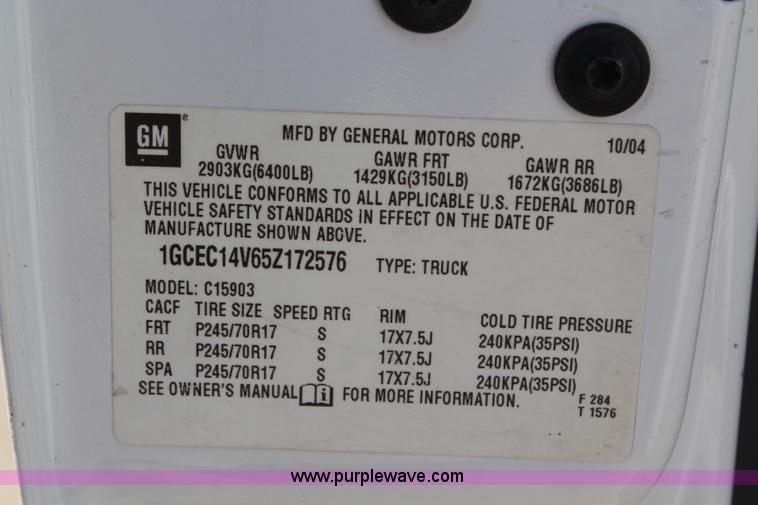 GM
MFD BY GENERAL MOTORS CORP. 10/04
GVWR GAWR FRT GAWR RR
2903KG(6400LB) 1429KG(3150LB) 1672KG(3686LB)
THIS VEHICLE CONFORMS TO ALL APPLICABLE U.S. FEDERAL MOTOR
VEHICLE SAFETY STANDARDS IN EFFECT ON THE DATE OF
MANUFACTURE SHOWN ABOVE.
1GCEC14V65Z172576 TYPE: TRUCK
MODEL: C15903
CACF TIRE SIZE SPEED RTG RIM COLD TIRE PRESSURE
FRT P245/70R17 S 17X7.5J 240KPA(35PSI)
RR P245/70R17 S 17X7.5J 240KPA(35PSI)
SPA P245/70R17 S 17X7.5J 240KPA(35PSI)
SEE OWNER'S MANUAL i FOR MORE INFORMATION.
F 284
T 1576
www.purplewave.com